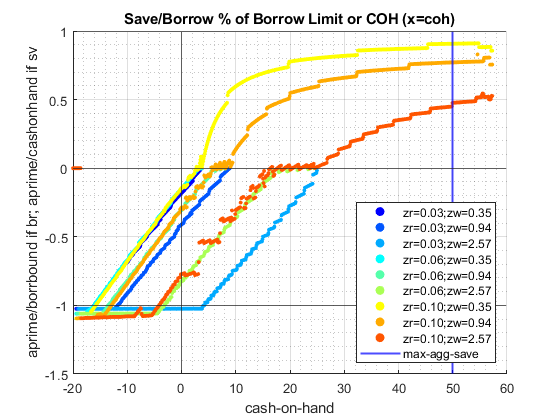 Save/Borrow % of Borrow Limit or COH (x=coh)
aprime/borrbound if br; aprime/cashonhand if sv
1
0.5
0
-0.5
-1
-1.5
zr=0.03;zw=0.35
zr=0.03;zw=0.94
zr=0.03;zw=2.57
zr=0.06;zw=0.35
zr=0.06;zw=0.94
zr=0.06;zw=2.57
zr=0.10;zw=0.35
zr=0.10;zw=0.94
zr=0.10;zw=2.57
max-agg-save
-20 -10 0 10 20 30 40 50 60
cash-on-hand